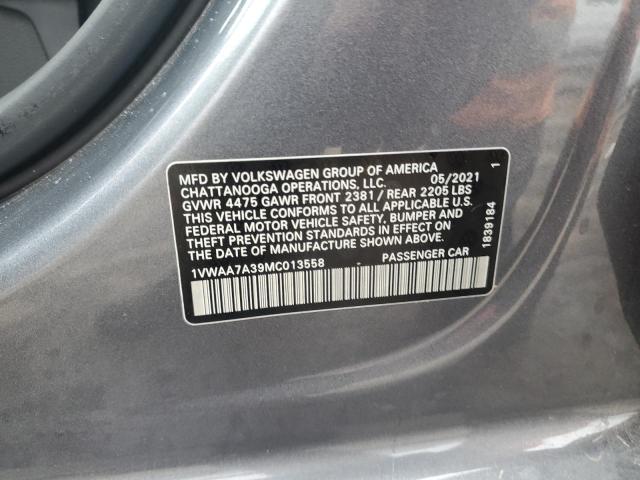 MFD BY VOLKSWAGEN GROUP OF AMERICA
CHATTANOOGA OPERATIONS, LLC. 05/2021
GVWR 4475 GAWR FRONT 2381 / REAR 2205 LBS
THIS VEHICLE CONFORMS TO ALL APPLICABLE U.S.
FEDERAL MOTOR VEHICLE SAFETY, BUMPER AND
THEFT PREVENTION STANDARDS IN EFFECT ON
THE DATE OF MANUFACTURE SHOWN ABOVE.
1VWAA7A39MC013558 - PASSENGER CAR
1839184 1